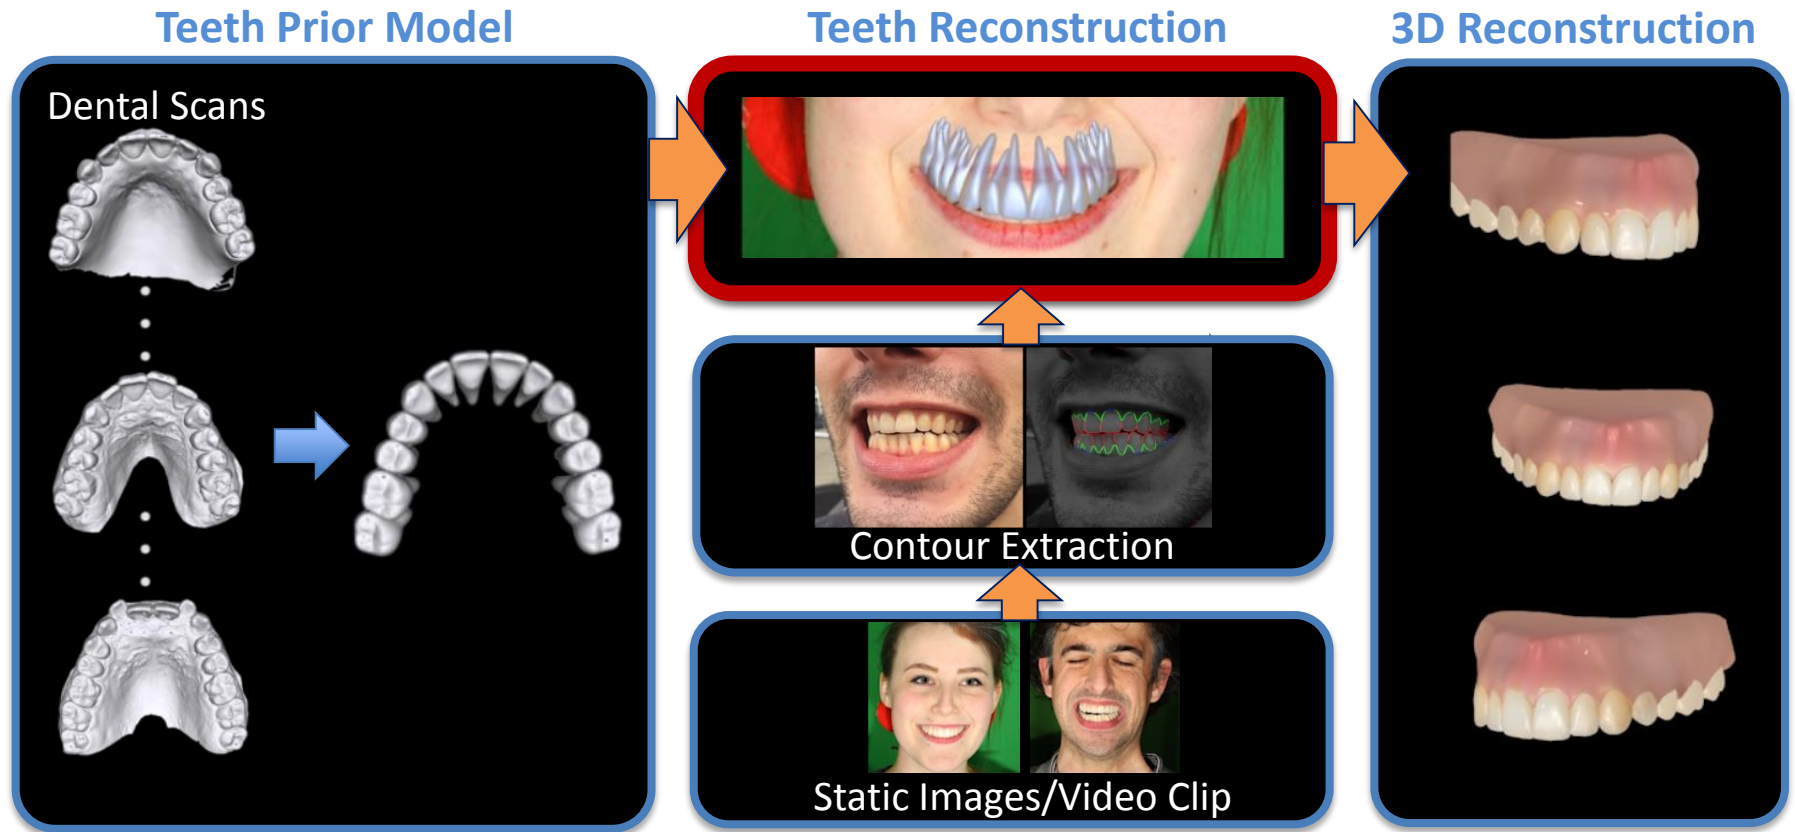 Teeth Prior Model
Teeth Reconstruction
3D Reconstruction
Dental Scans
Contour Extraction
Static Images/Video Clip